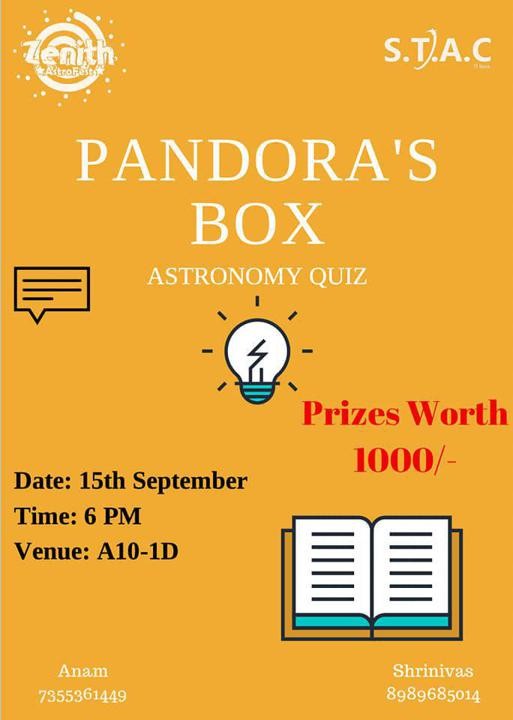 Zenith
AstroFest
S.T.A.C
PANDORA'S
BOX
ASTRONOMY QUIZ
Prizes Worth
1000/-
Date: 15th September
Time: 6 PM
Venue: A10-1D
Anam
7355361449
Shrinivas
8989685014